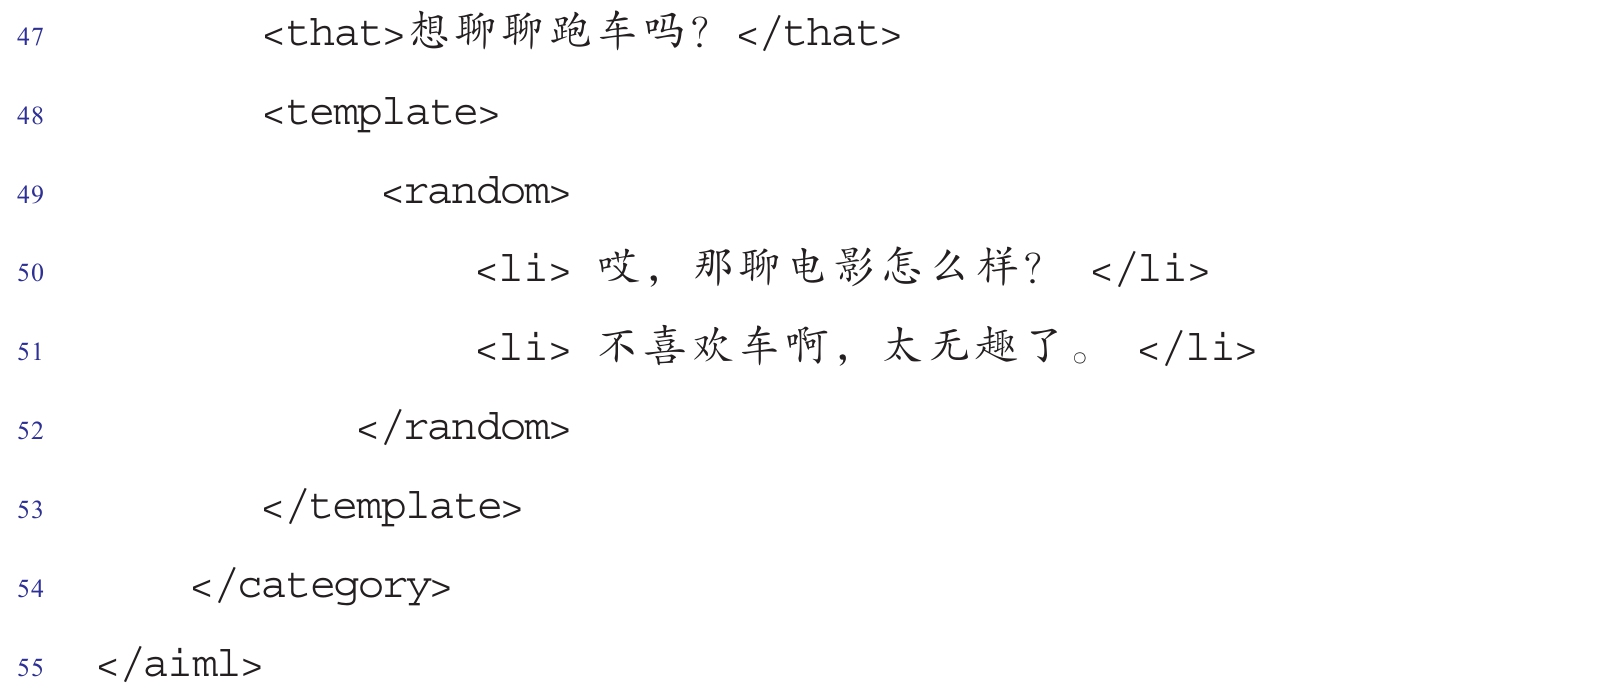 47 <that>想聊聊跑车吗？</that>
48 <template>
49 <random>
50 <li> 哎，那聊电影怎么样？ </li>
51 <li> 不喜欢车啊，太无趣了。 </li>
52 </random>
53 </template>
54 </category>
55 </aiml>